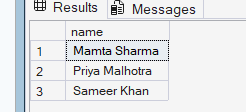 Results Messages
name
1 Mamta Sharma
2 Priya Malhotra
3 Sameer Khan